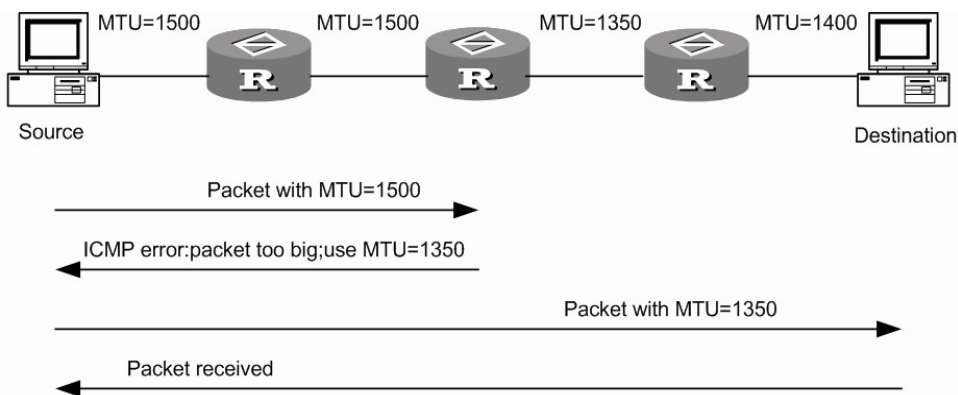 MTU=1500 MTU=1500 MTU=1350 MTU=1400
R R R
Source Destination
Packet with MTU=1500
ICMP error:packet too big;use MTU=1350
Packet with MTU=1350
Packet received